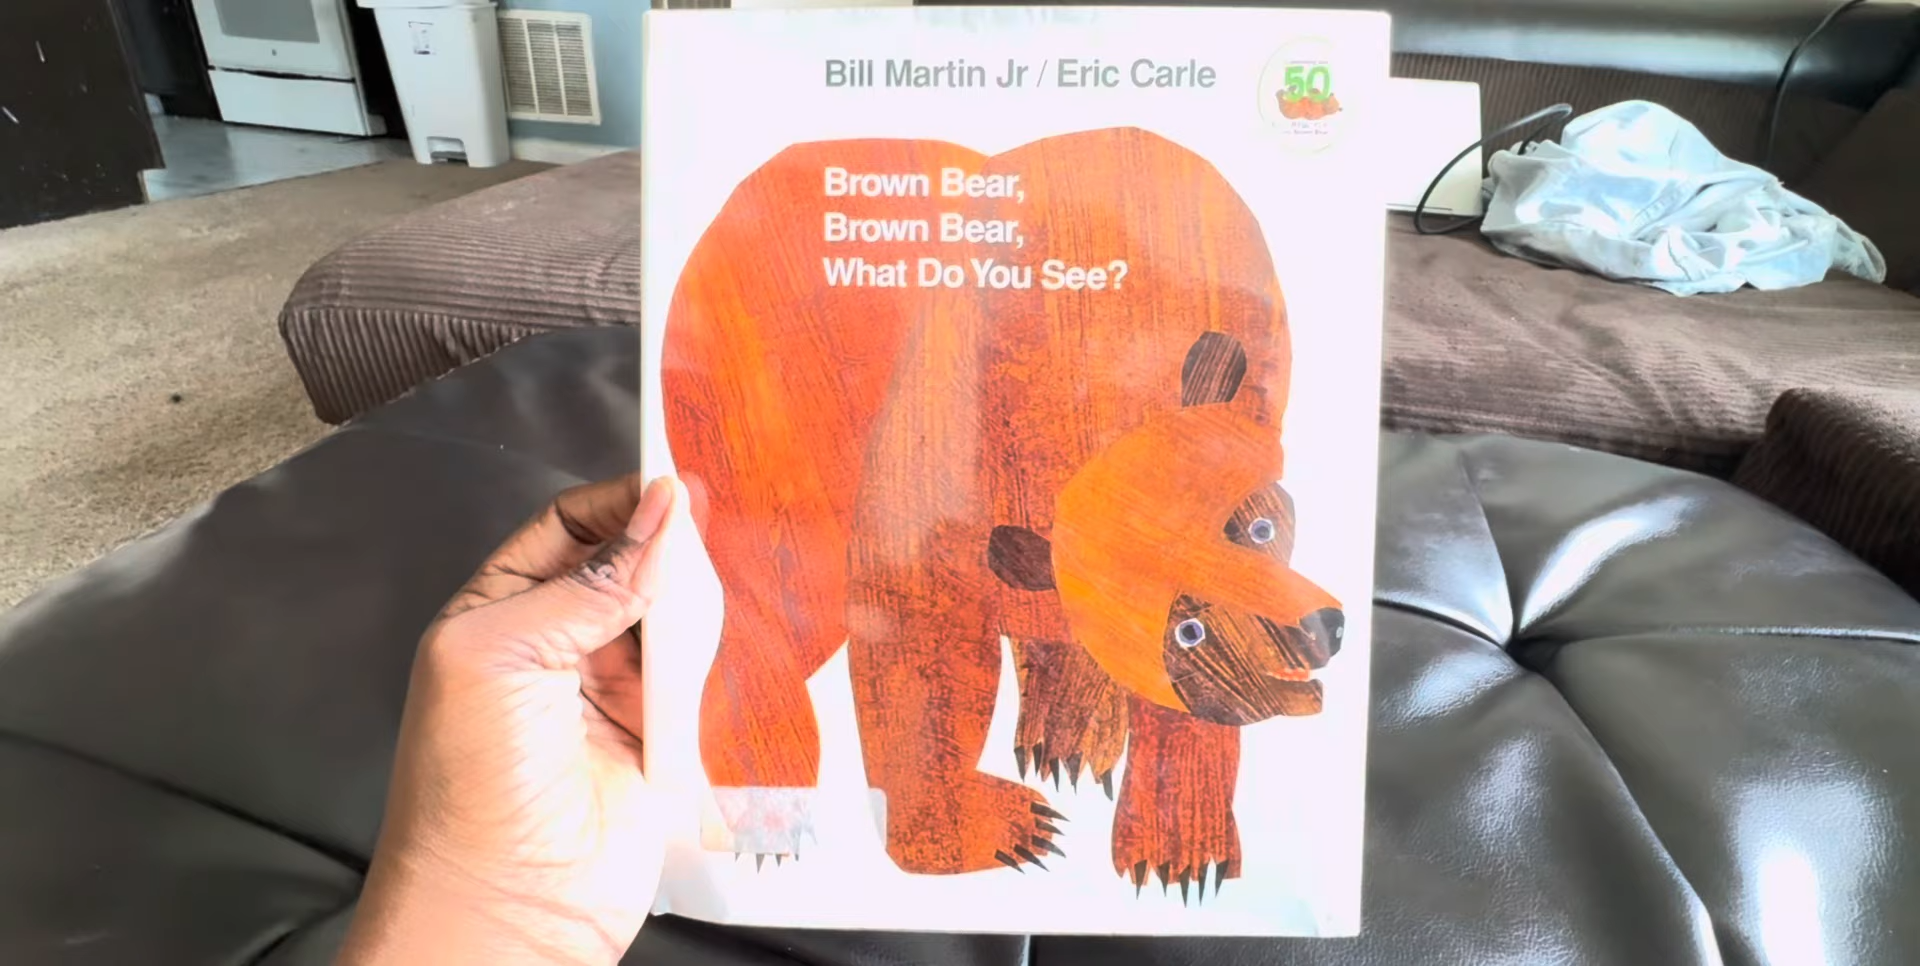 Bill Martin Jr / Eric Carle
50
Brown Bear,
Brown Bear,
What Do You See?